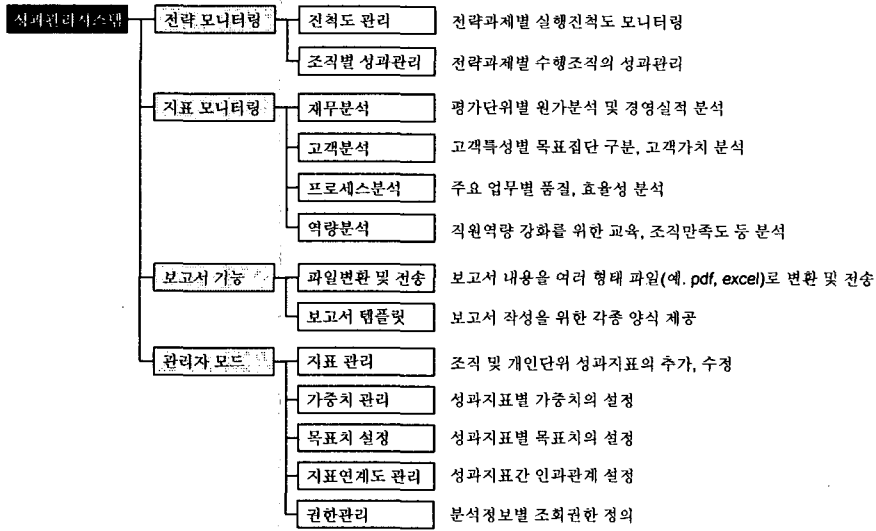 성과관리시스템 전략 모니터링 진척도 관리 전략과제별 실행진척도 모니터링
조직별 성과관리 전략과제별 수행조직의 성과관리
지표 모니터링 재무분석 평가단위별 원가분석 및 경영실적 분석
고객분석 고객특성별 목표집단 구분, 고객가치 분석
프로세스분석 주요 업무별 품질, 효율성 분석
역량분석 직원역량 강화를 위한 교육, 조직만족도 등 분석
보고서 기능 파일변환 및 전송 보고서 내용을 여러 형태 파일(예. pdf, excel)로 변환 및 전송
보고서 템플릿 보고서 작성을 위한 각종 양식 제공
관리자 모드 지표 관리 조직 및 개인단위 성과지표의 추가, 수정
가중치 관리 성과지표별 가중치의 설정
목표치 설정 성과지표별 목표치의 설정
지표연계도 관리 성과지표간 인과관계 설정
권한관리 분석정보별 조회권한 정의